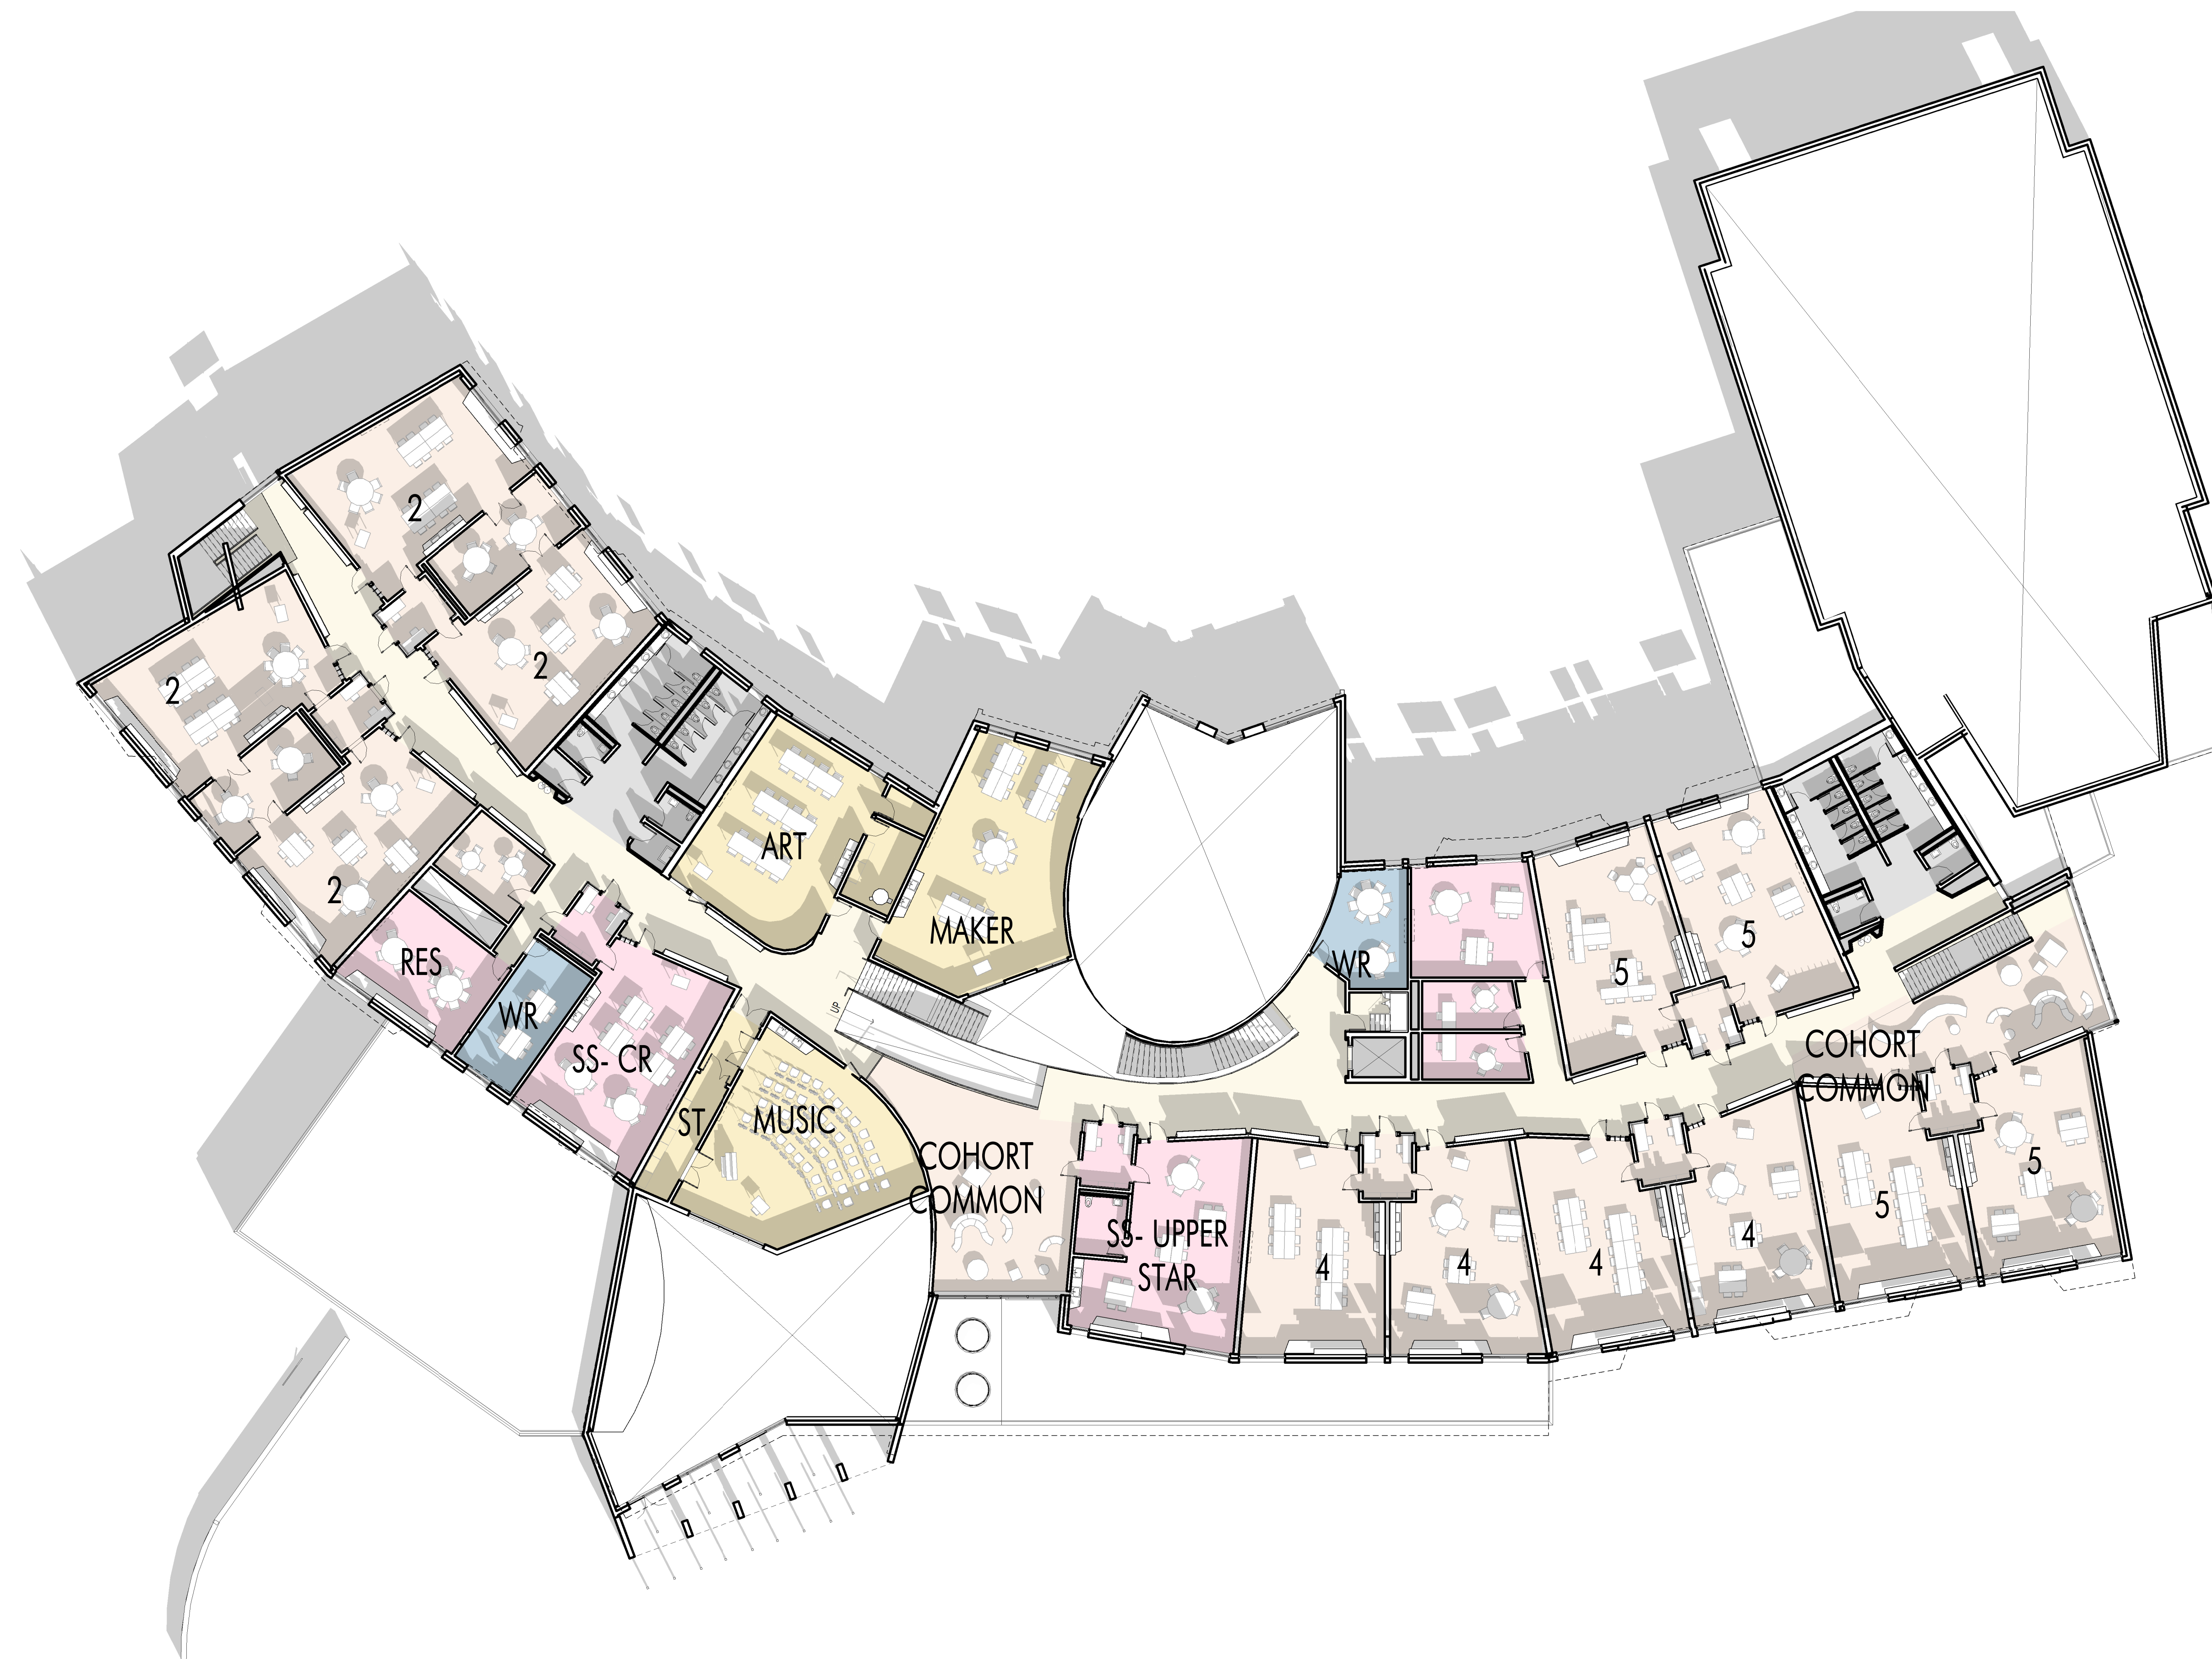 2
2
2
2
ART
MAKER
RES
WR
SS- CR
ST
MUSIC
UP
COHORT
COMMON
SS- UPPER
STAR
WR
5
5
COHORT
COMMON
4
4
4
4
5
5